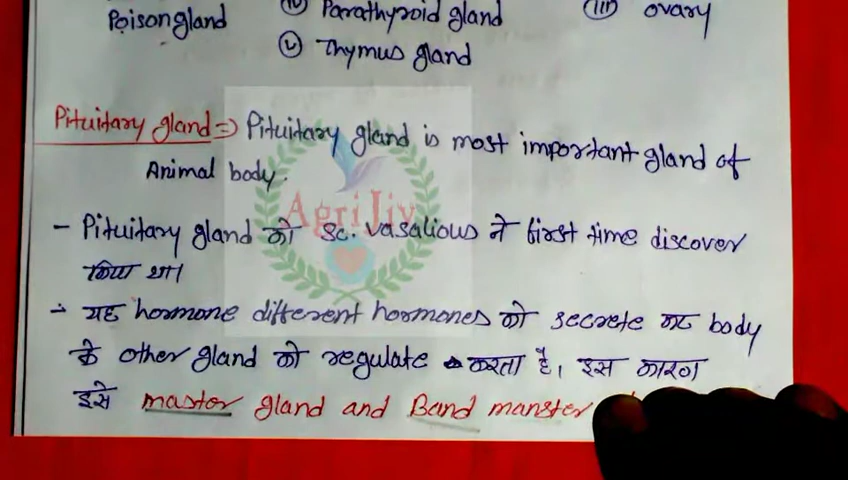 Poison gland (iv) Parathyroid gland (iii) ovary
(v) Thymus gland
Pituitary gland => Pituitary gland is most important gland of
Animal body.
- Pituitary gland को sc. vasalious ने first time discover
किया था।
- यह hormone different hormones को secrete कर body
के other gland को regulate करता है। इस कारण
इसे master gland and Band manster
AgriJiv